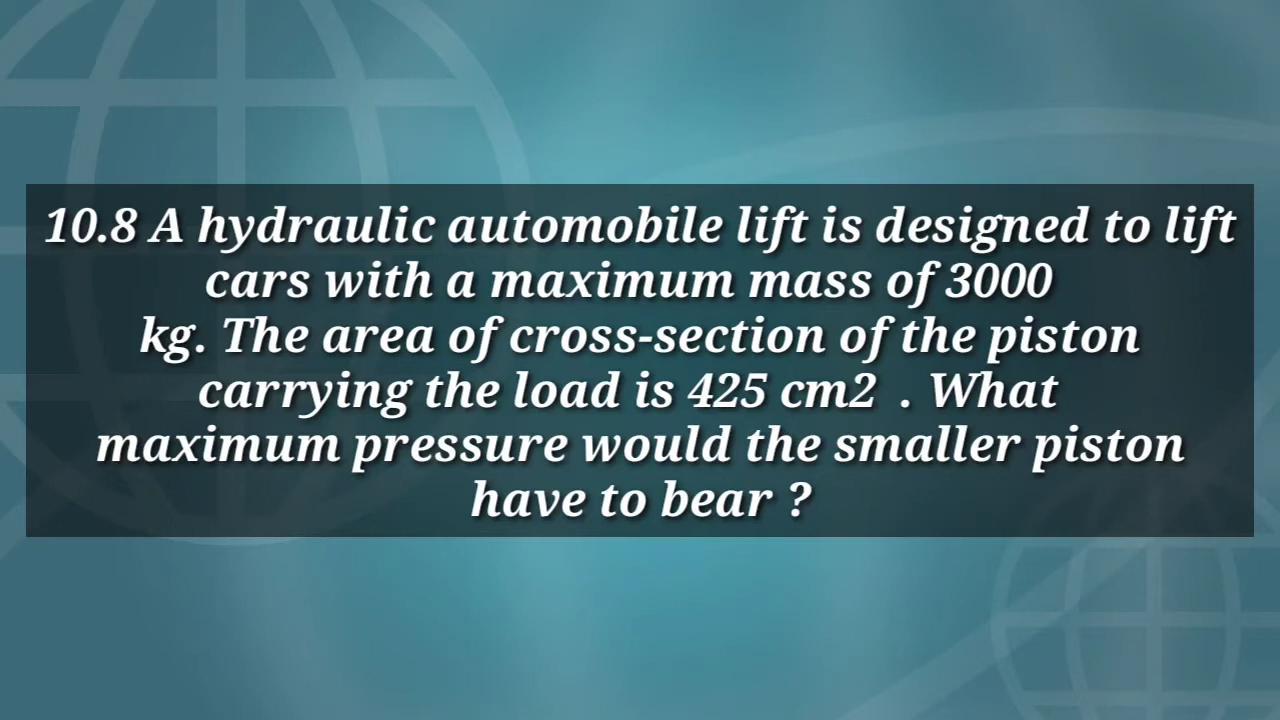 10.8 A hydraulic automobile lift is designed to lift
cars with a maximum mass of 3000
kg. The area of cross-section of the piston
carrying the load is 425 cm2  . What
maximum pressure would the smaller piston
have to bear ?